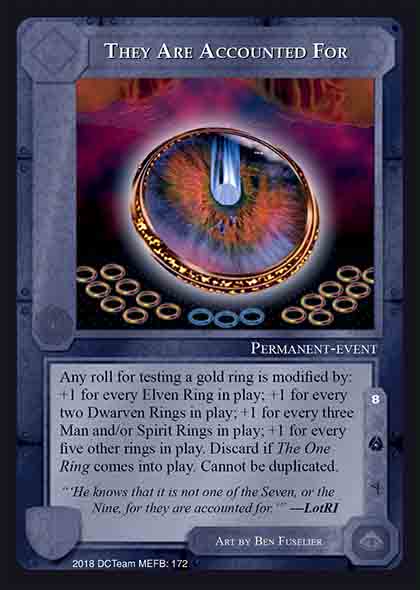 They Are Accounted For
Permanent-event
Any roll for testing a gold ring is modified by:
+1 for every Elven Ring in play; +1 for every
two Dwarven Rings in play; +1 for every three
Man and/or Spirit Rings in play; +1 for every
five other rings in play. Discard if The One
Ring comes into play. Cannot be duplicated.
8
“‘He knows that it is not one of the Seven, or the
Nine, for they are accounted for.’” —LotRI
Art by Ben Fuselier
2018 DCTeam MEFB: 172